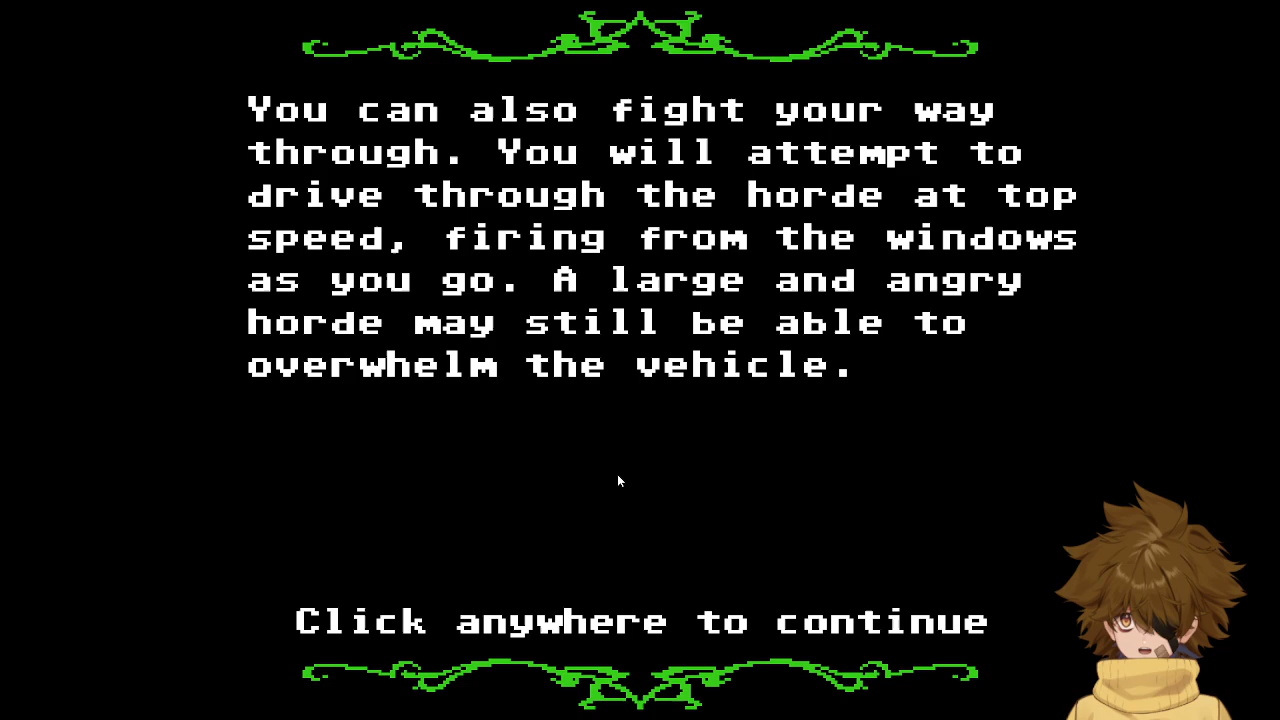 You can also fight your way
through. You will attempt to
drive through the horde at top
speed, firing from the windows
as you go. A large and angry
horde may still be able to
overwhelm the vehicle.
Click anywhere to continue